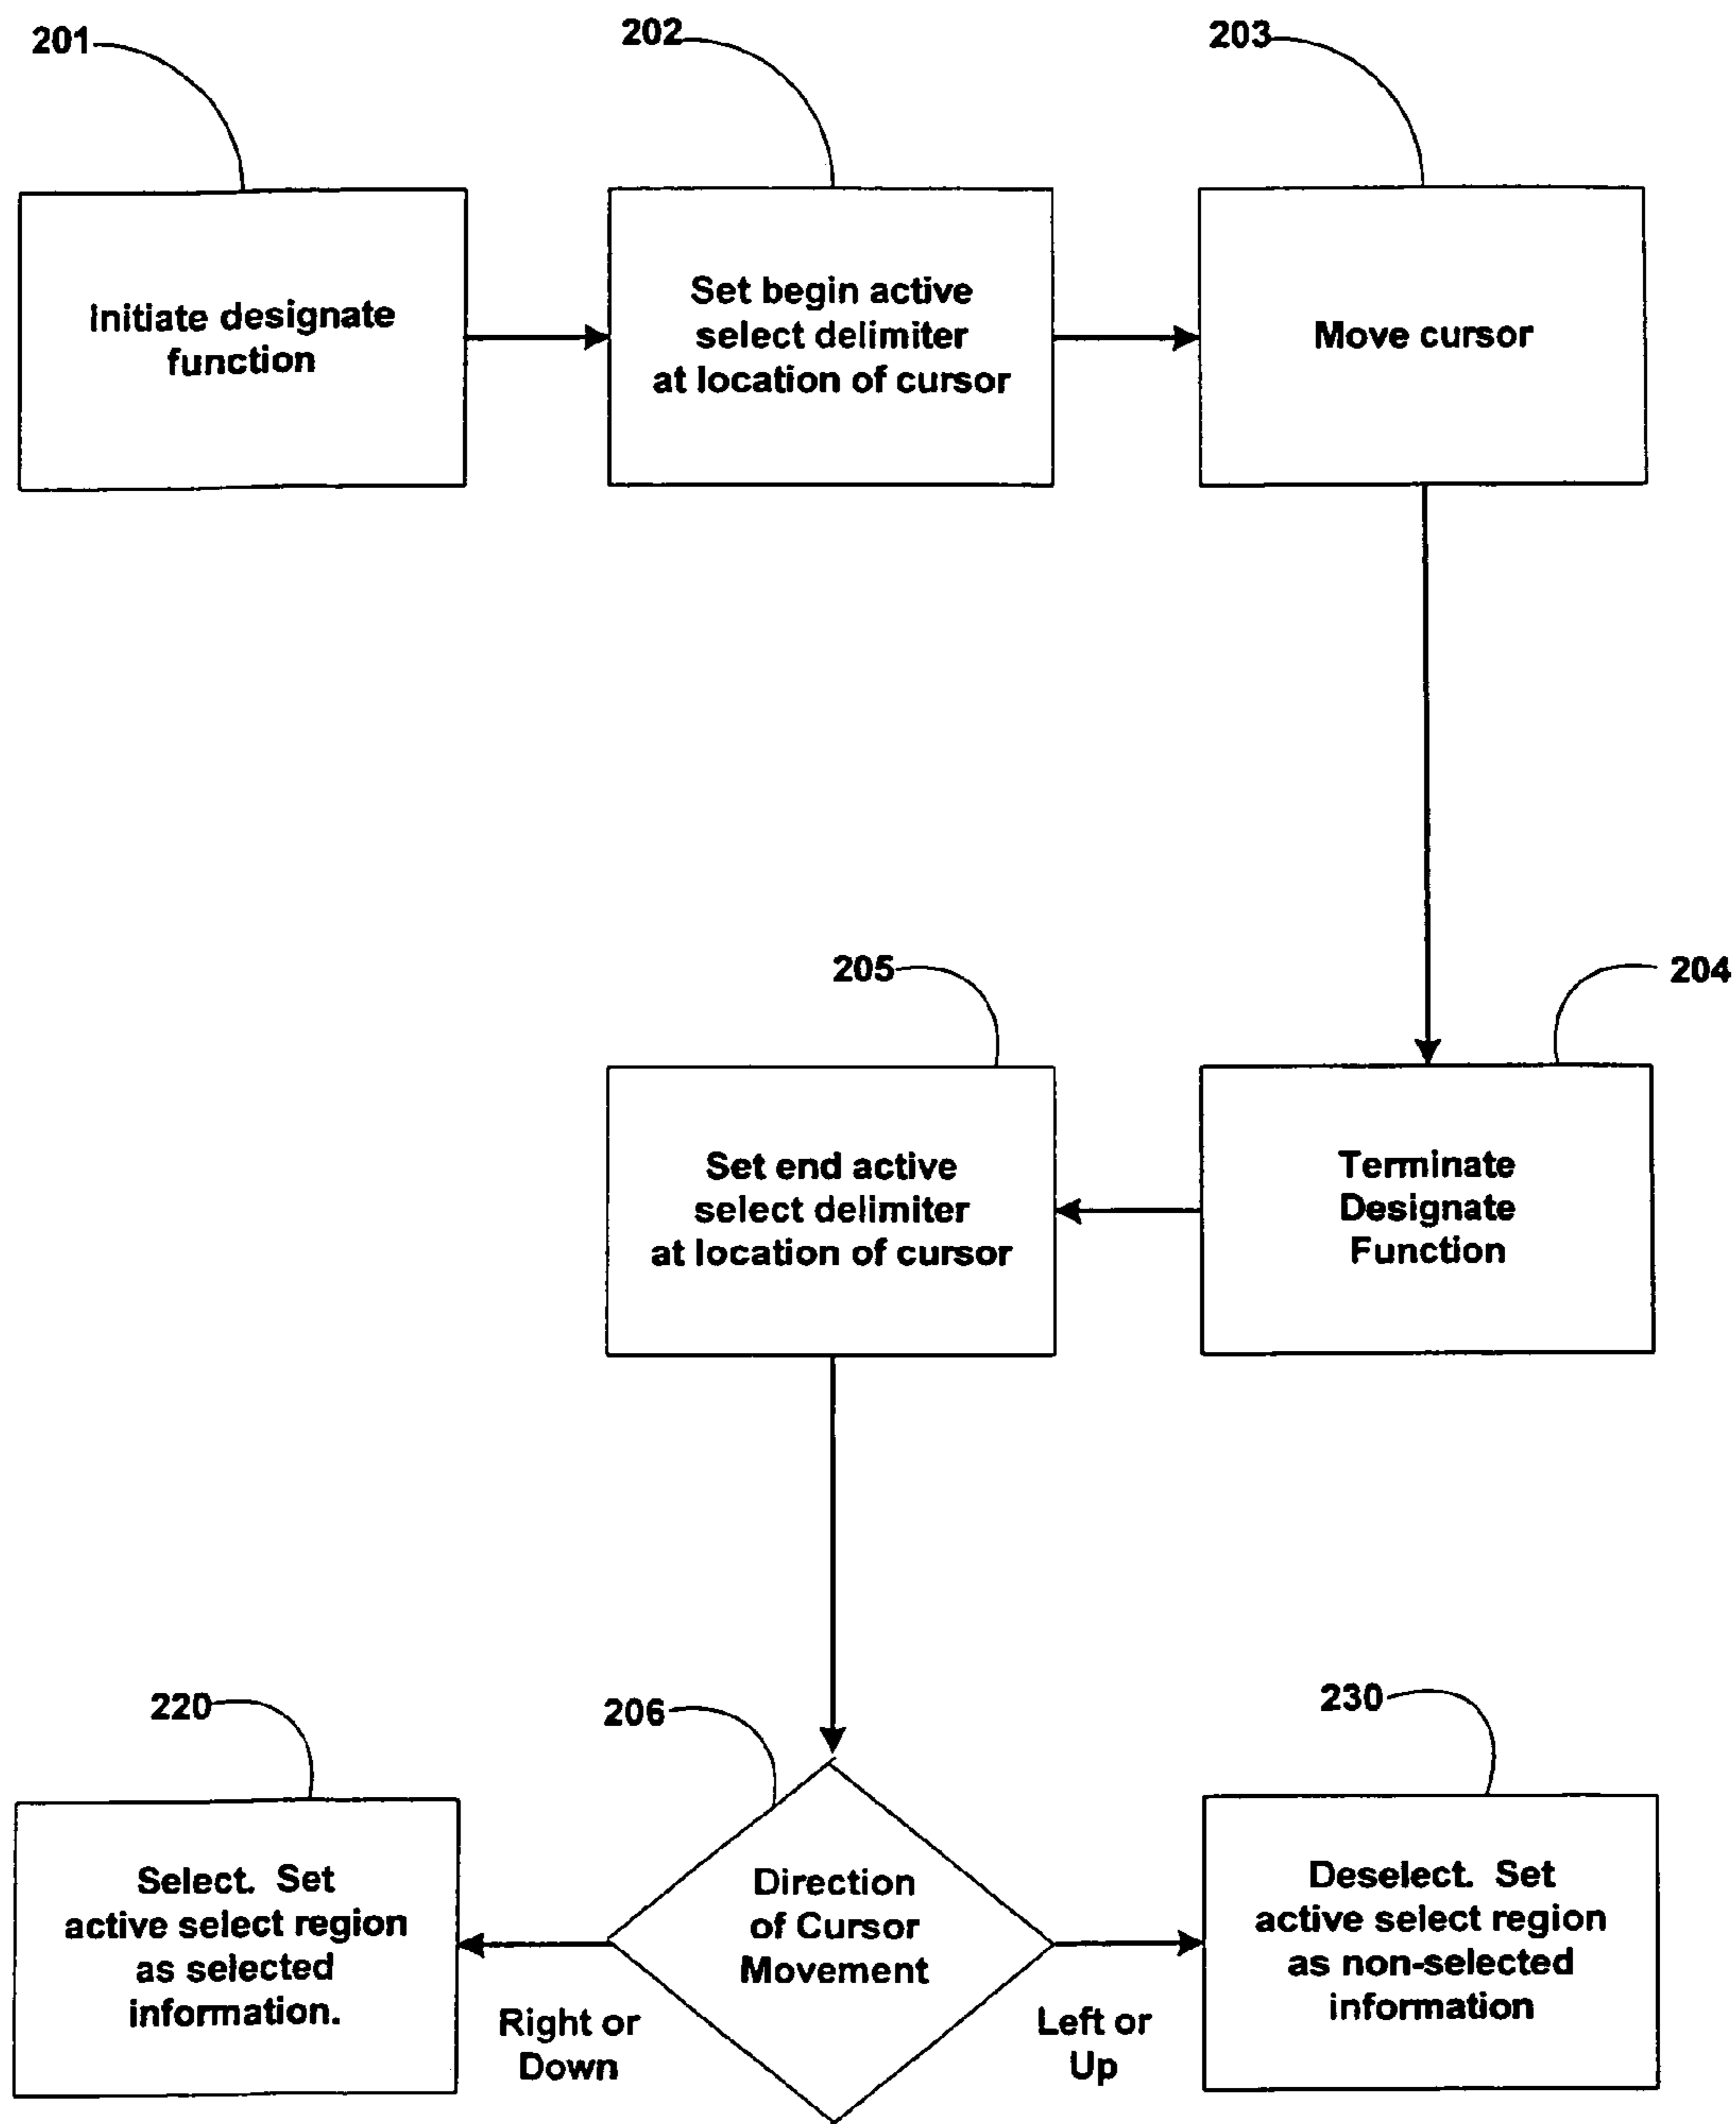 201
202
203
Initiate designate
function
Set begin active
select delimiter
at location of cursor
Move cursor
205
204
Set end active
select delimiter
at location of cursor
Terminate
Designate
Function
220
206
230
Select. Set
active select region
as selected
information.
Direction
of Cursor
Movement
Deselect. Set
active select region
as non-selected
information
Right or
Down
Left or
Up